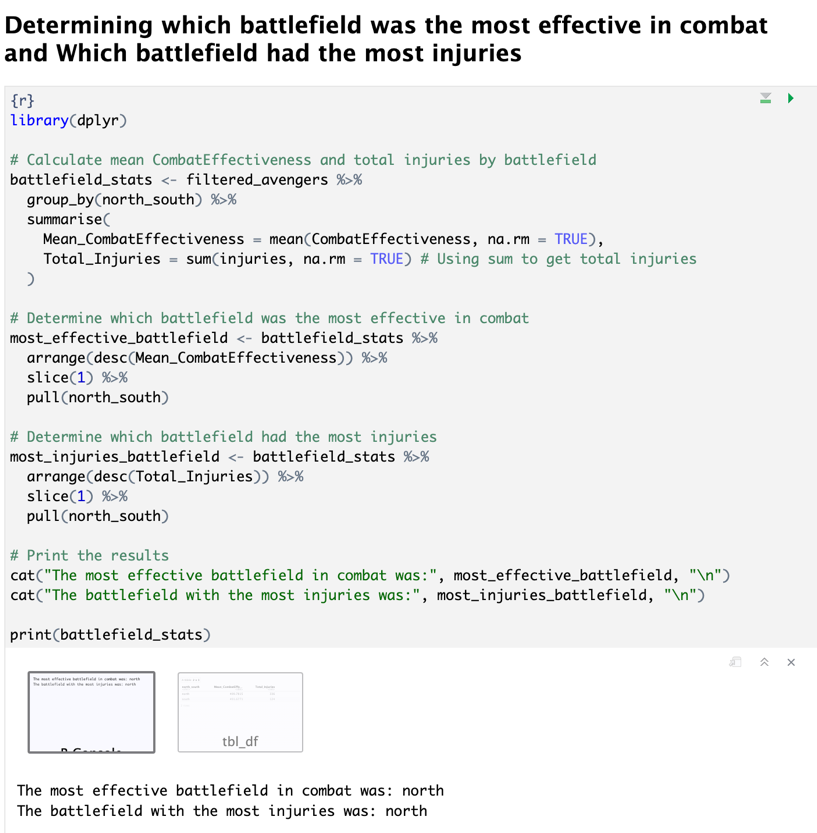 Determining which battlefield was the most effective in combat
and Which battlefield had the most injuries
{r}
library(dplyr)
# Calculate mean CombatEffectiveness and total injuries by battlefield
battlefield_stats <- filtered_avengers %>%
  group_by(north_south) %>%
  summarise(
    Mean_CombatEffectiveness = mean(CombatEffectiveness, na.rm = TRUE),
    Total_Injuries = sum(injuries, na.rm = TRUE) # Using sum to get total injuries
  )
# Determine which battlefield was the most effective in combat
most_effective_battlefield <- battlefield_stats %>%
  arrange(desc(Mean_CombatEffectiveness)) %>%
  slice(1) %>%
  pull(north_south)
# Determine which battlefield had the most injuries
most_injuries_battlefield <- battlefield_stats %>%
  arrange(desc(Total_Injuries)) %>%
  slice(1) %>%
  pull(north_south)
# Print the results
cat("The most effective battlefield in combat was:", most_effective_battlefield, "\n")
cat("The battlefield with the most injuries was:", most_injuries_battlefield, "\n")
print(battlefield_stats)
The most effective battlefield in combat was: north
The battlefield with the most injuries was: north
R Console
tbl_df
The most effective battlefield in combat was: north
The battlefield with the most injuries was: north